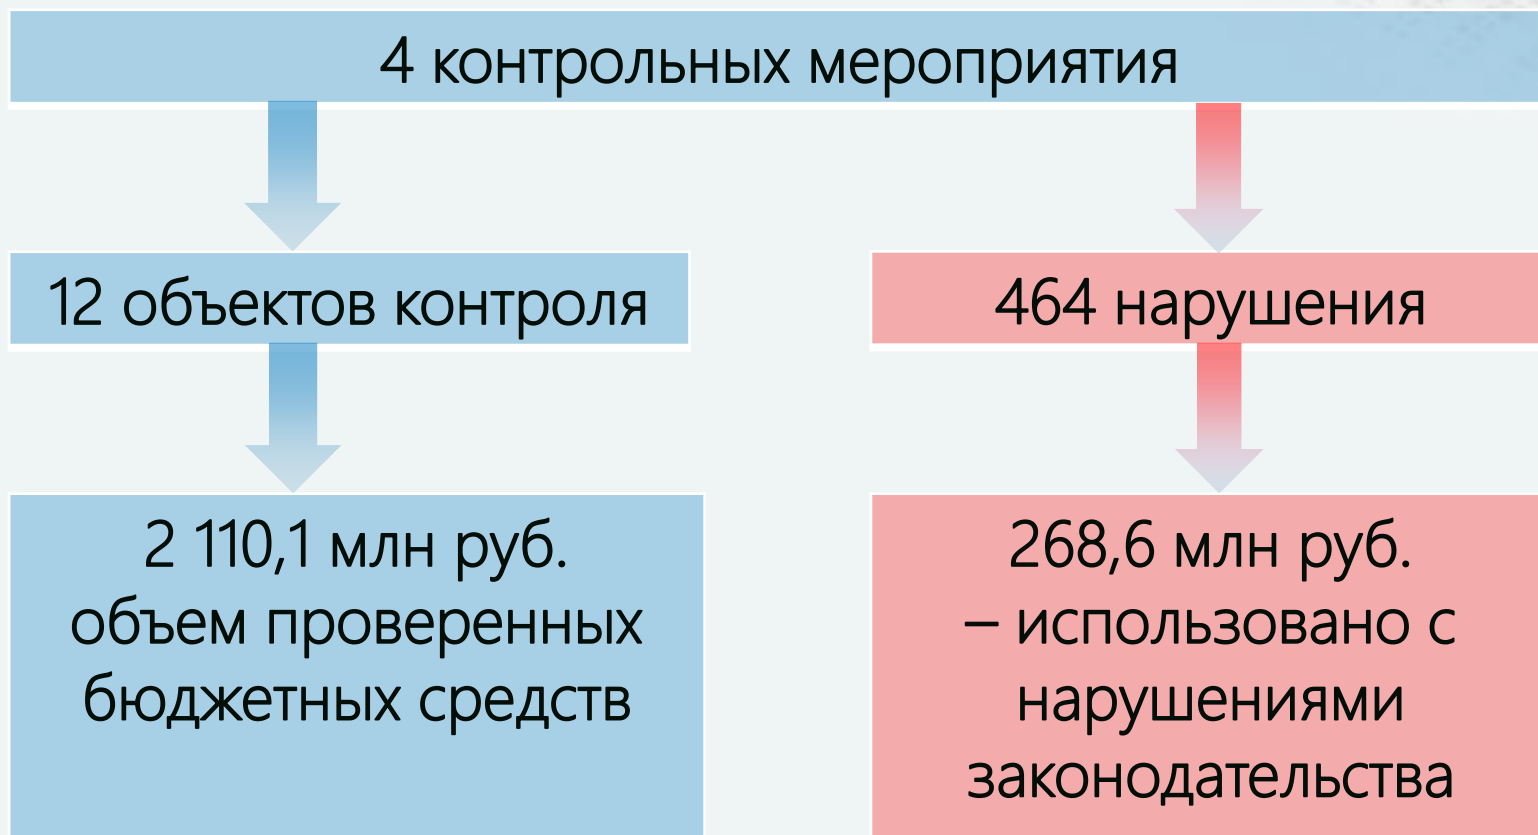 4 контрольных мероприятия
12 объектов контроля
464 нарушения
2 110,1 млн руб.
объем проверенных
бюджетных средств
268,6 млн руб.
– использовано с
нарушениями
законодательства